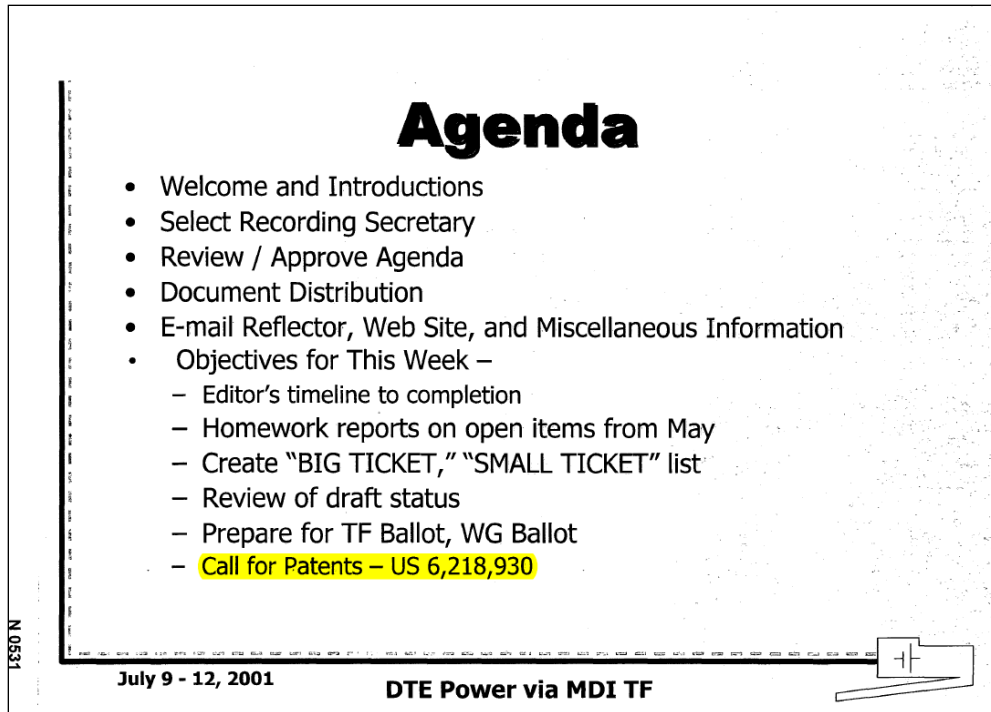 Agenda
• Welcome and Introductions
• Select Recording Secretary
• Review / Approve Agenda
• Document Distribution
• E-mail Reflector, Web Site, and Miscellaneous Information
• Objectives for This Week –
– Editor's timeline to completion
– Homework reports on open items from May
– Create “BIG TICKET,” “SMALL TICKET” list
– Review of draft status
– Prepare for TF Ballot, WG Ballot
– Call for Patents – US 6,218,930
N 0531
July 9 - 12, 2001
DTE Power via MDI TF